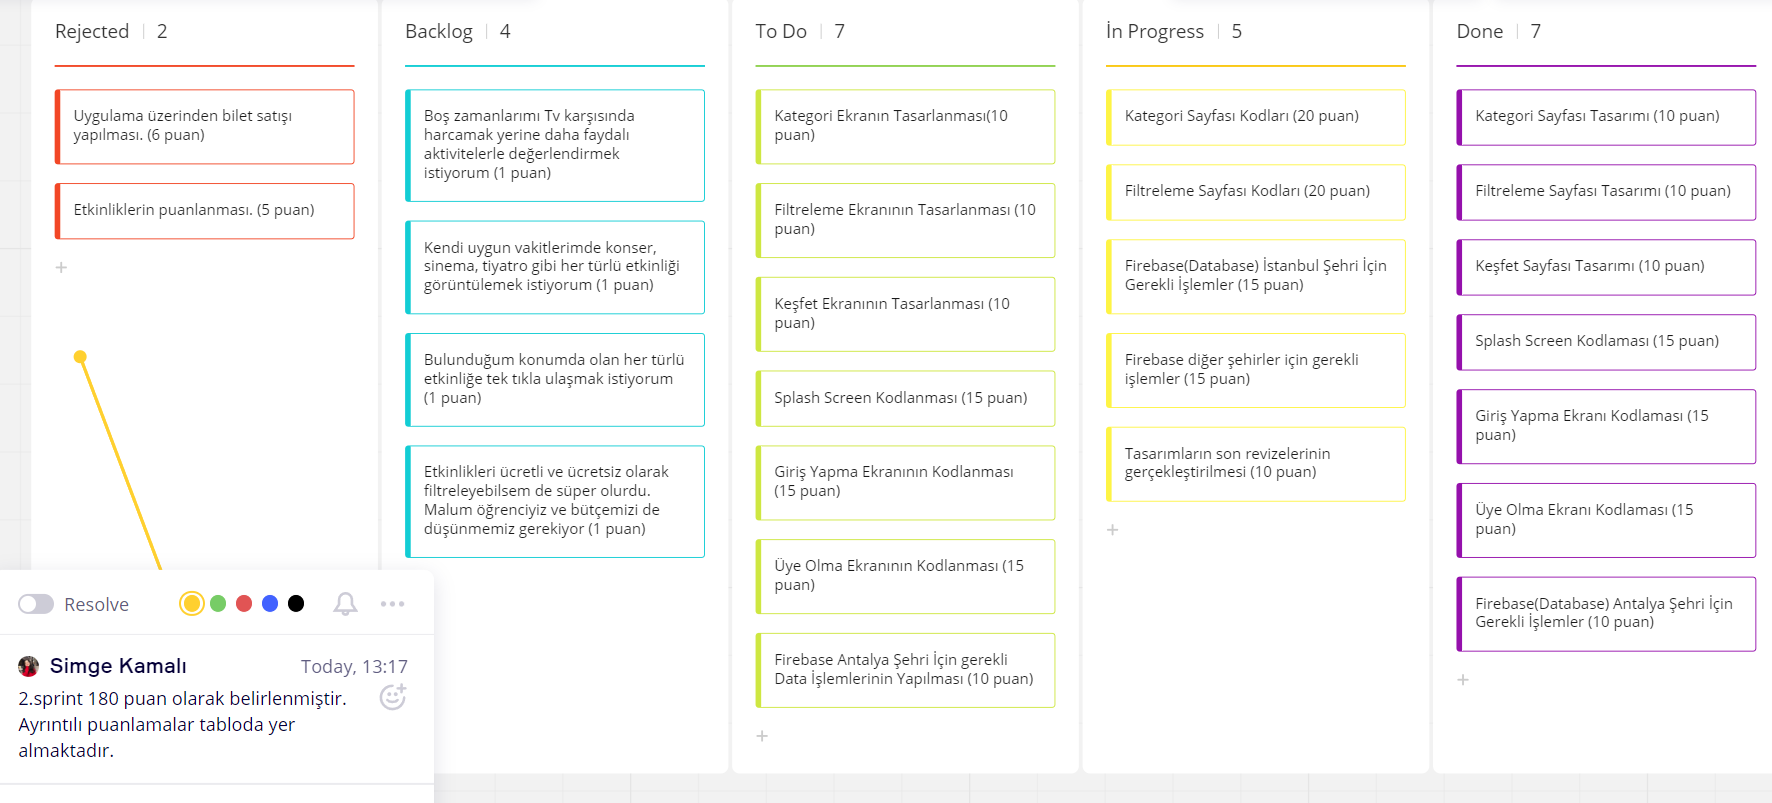 Rejected 2
Uygulama üzerinden bilet satışı
yapılması. (6 puan)
Etkinliklerin puanlanması. (5 puan)
Backlog 4
Boş zamanlarımı Tv karşısında
harcamak yerine daha faydalı
aktivitelerle değerlendirmek
istiyorum (1 puan)
Kendi uygun vakitlerimde konser,
sinema, tiyatro gibi her türlü etkinliği
görüntülemek istiyorum (1 puan)
Bulunduğum konumda olan her türlü
etkinliğe tek tıkla ulaşmak istiyorum
(1 puan)
Etkinlikleri ücretli ve ücretsiz olarak
filtreleyebilsem de süper olurdu.
Malum öğrenciyiz ve bütçemizi de
düşünmemiz gerekiyor (1 puan)
To Do 7
Kategori Ekranın Tasarlanması(10
puan)
Filtreleme Ekranının Tasarlanması (10
puan)
Keşfet Ekranının Tasarlanması (10
puan)
Splash Screen Kodlanması (15 puan)
Giriş Yapma Ekranının Kodlanması
(15 puan)
Üye Olma Ekranının Kodlanması (15
puan)
Firebase Antalya Şehri İçin gerekli
Data İşlemlerinin Yapılması (10 puan)
İn Progress 5
Kategori Sayfası Kodları (20 puan)
Filtreleme Sayfası Kodları (20 puan)
Firebase(Database) İstanbul Şehri İçin
Gerekli İşlemler (15 puan)
Firebase diğer şehirler için gerekli
işlemler (15 puan)
Tasarımların son revizelerinin
gerçekleştirilmesi (10 puan)
Done 7
Kategori Sayfası Tasarımı (10 puan)
Filtreleme Sayfası Tasarımı (10 puan)
Keşfet Sayfası Tasarımı (10 puan)
Splash Screen Kodlaması (15 puan)
Giriş Yapma Ekranı Kodlaması (15
puan)
Üye Olma Ekranı Kodlaması (15
puan)
Firebase(Database) Antalya Şehri İçin
Gerekli İşlemler (10 puan)
Resolve
Simge Kamalı Today, 13:17
2.sprint 180 puan olarak belirlenmiştir.
Ayrıntılı puanlamalar tabloda yer
almaktadır.